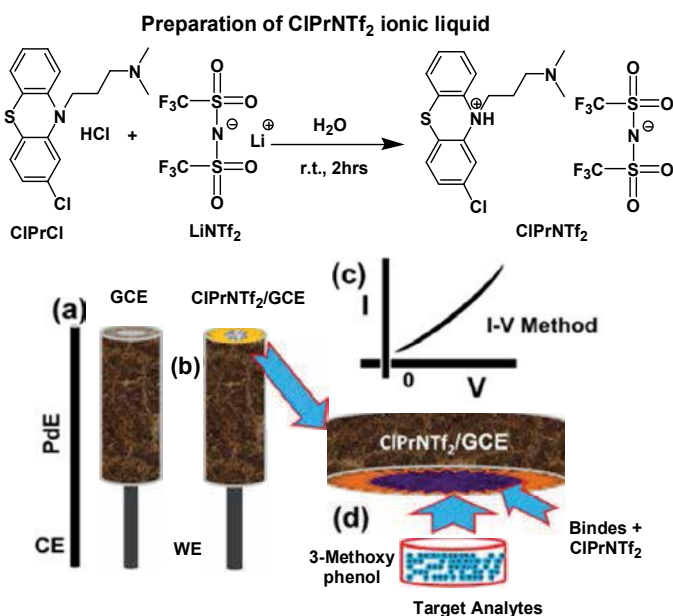 Preparation of ClPrNTf₂ ionic liquid
N
S
N
HCl
+
Cl
ClPrCl
O
F₃C
S
O
N
⊖
F₃C
S
O
O
Li
⊕
LiNTf₂
H₂O
r.t., 2hrs
N
S
NH
⊕
Cl
O
F₃C
S
O
N
⊖
F₃C
S
O
O
ClPrNTf₂
(a)
GCE
ClPrNTf₂/GCE
(b)
PdE
CE
WE
(c)
I
I-V Method
0
V
ClPrNTf₂/GCE
(d)
3-Methoxy
phenol
Bindes +
ClPrNTf₂
Target Analytes